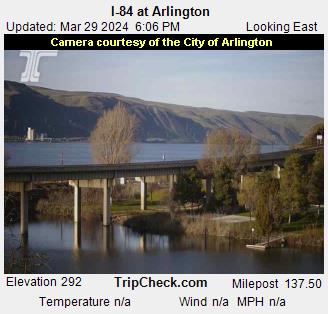 I-84 at Arlington
Updated: Mar 29 2024 6:06 PM Looking East
Camera courtesy of the City of Arlington
Elevation 292 TripCheck.com Milepost 137.50
Temperature n/a Wind n/a MPH n/a